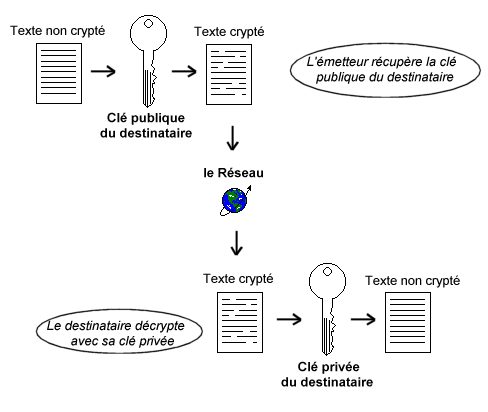 Texte non crypté
Texte crypté
L'émetteur récupère la clé
publique du destinataire
Clé publique
du destinataire
le Réseau
Texte crypté
Texte non crypté
Le destinataire décrypte
avec sa clé privée
Clé privée
du destinataire